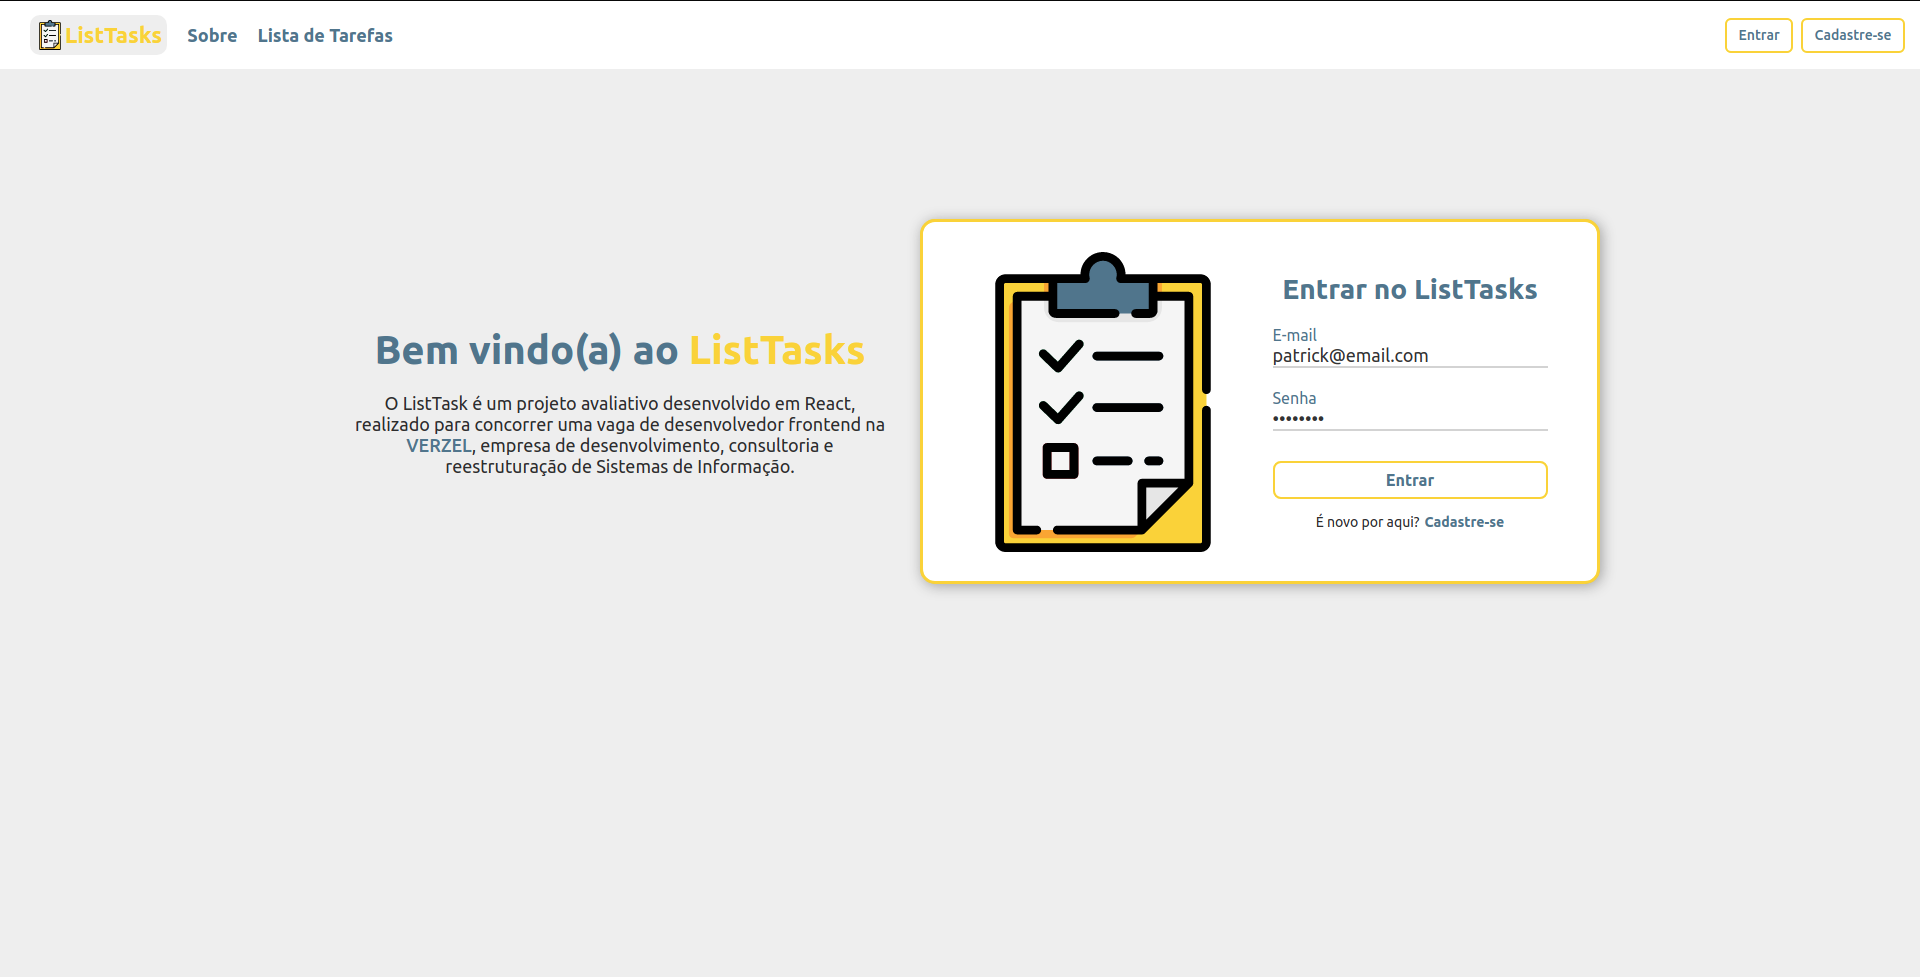 ListTasks
Sobre
Lista de Tarefas
Entrar
Cadastre-se
Bem vindo(a) ao ListTasks
O ListTask é um projeto avaliativo desenvolvido em React,
realizado para concorrer uma vaga de desenvolvedor frontend na
VERZEL, empresa de desenvolvimento, consultoria e
reestruturação de Sistemas de Informação.
Entrar no ListTasks
E-mail
patrick@email.com
Senha
••••••••
Entrar
É novo por aqui? Cadastre-se